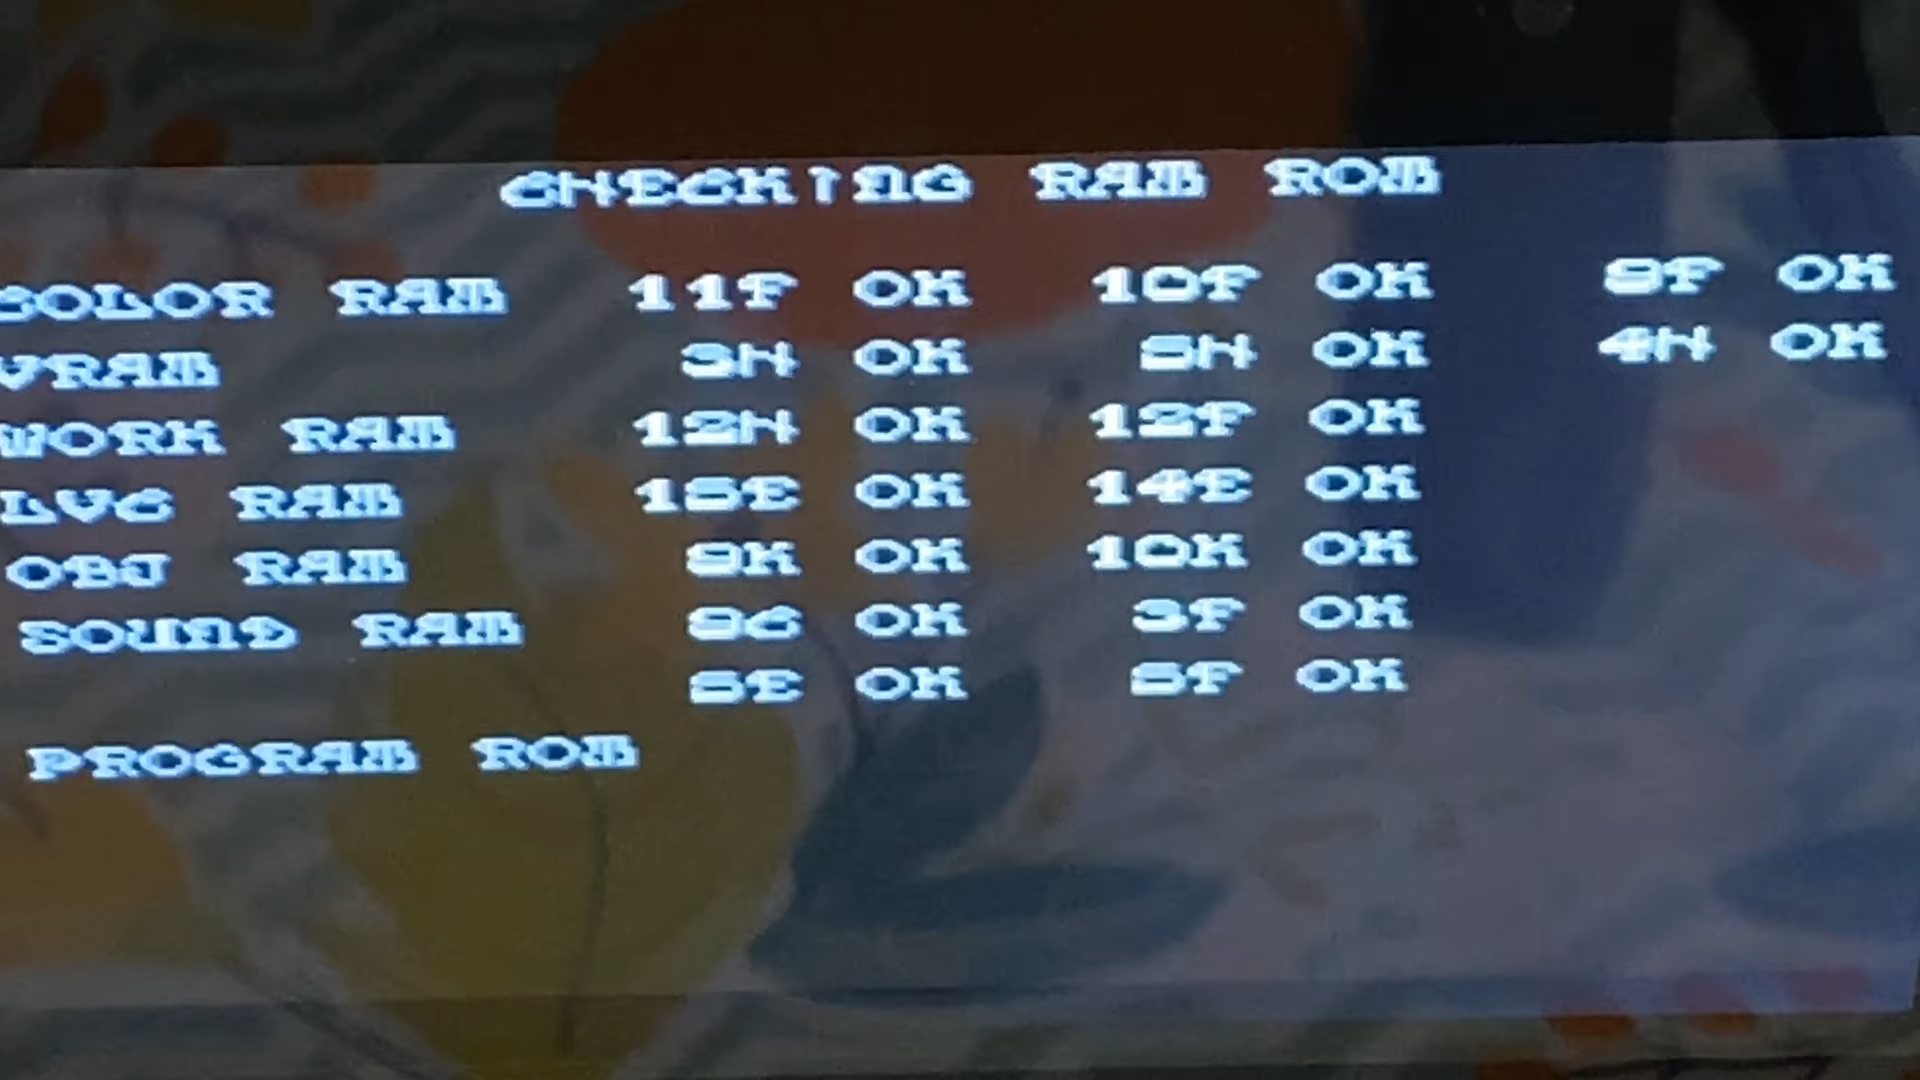 CHECKING RAM ROM
COLOR RAM 11F OK 10F OK 9F OK
VRAM 3H OK 5H OK 4H OK
WORK RAM 12H OK 12F OK
LVC RAM 15E OK 14E OK
OBJ RAM 9K OK 10K OK
SOUND RAM 9C OK 3F OK
5E OK 5F OK
PROGRAM ROM